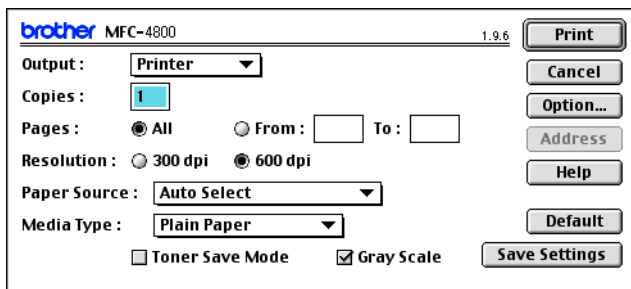 brother MFC-4800 1.9.6 Print
Output : Printer Cancel
Copies : 1 Option...
Pages : All From : To : Address
Resolution : 300 dpi 600 dpi Help
Paper Source : Auto Select
Media Type : Plain Paper Default
Toner Save Mode Gray Scale Save Settings